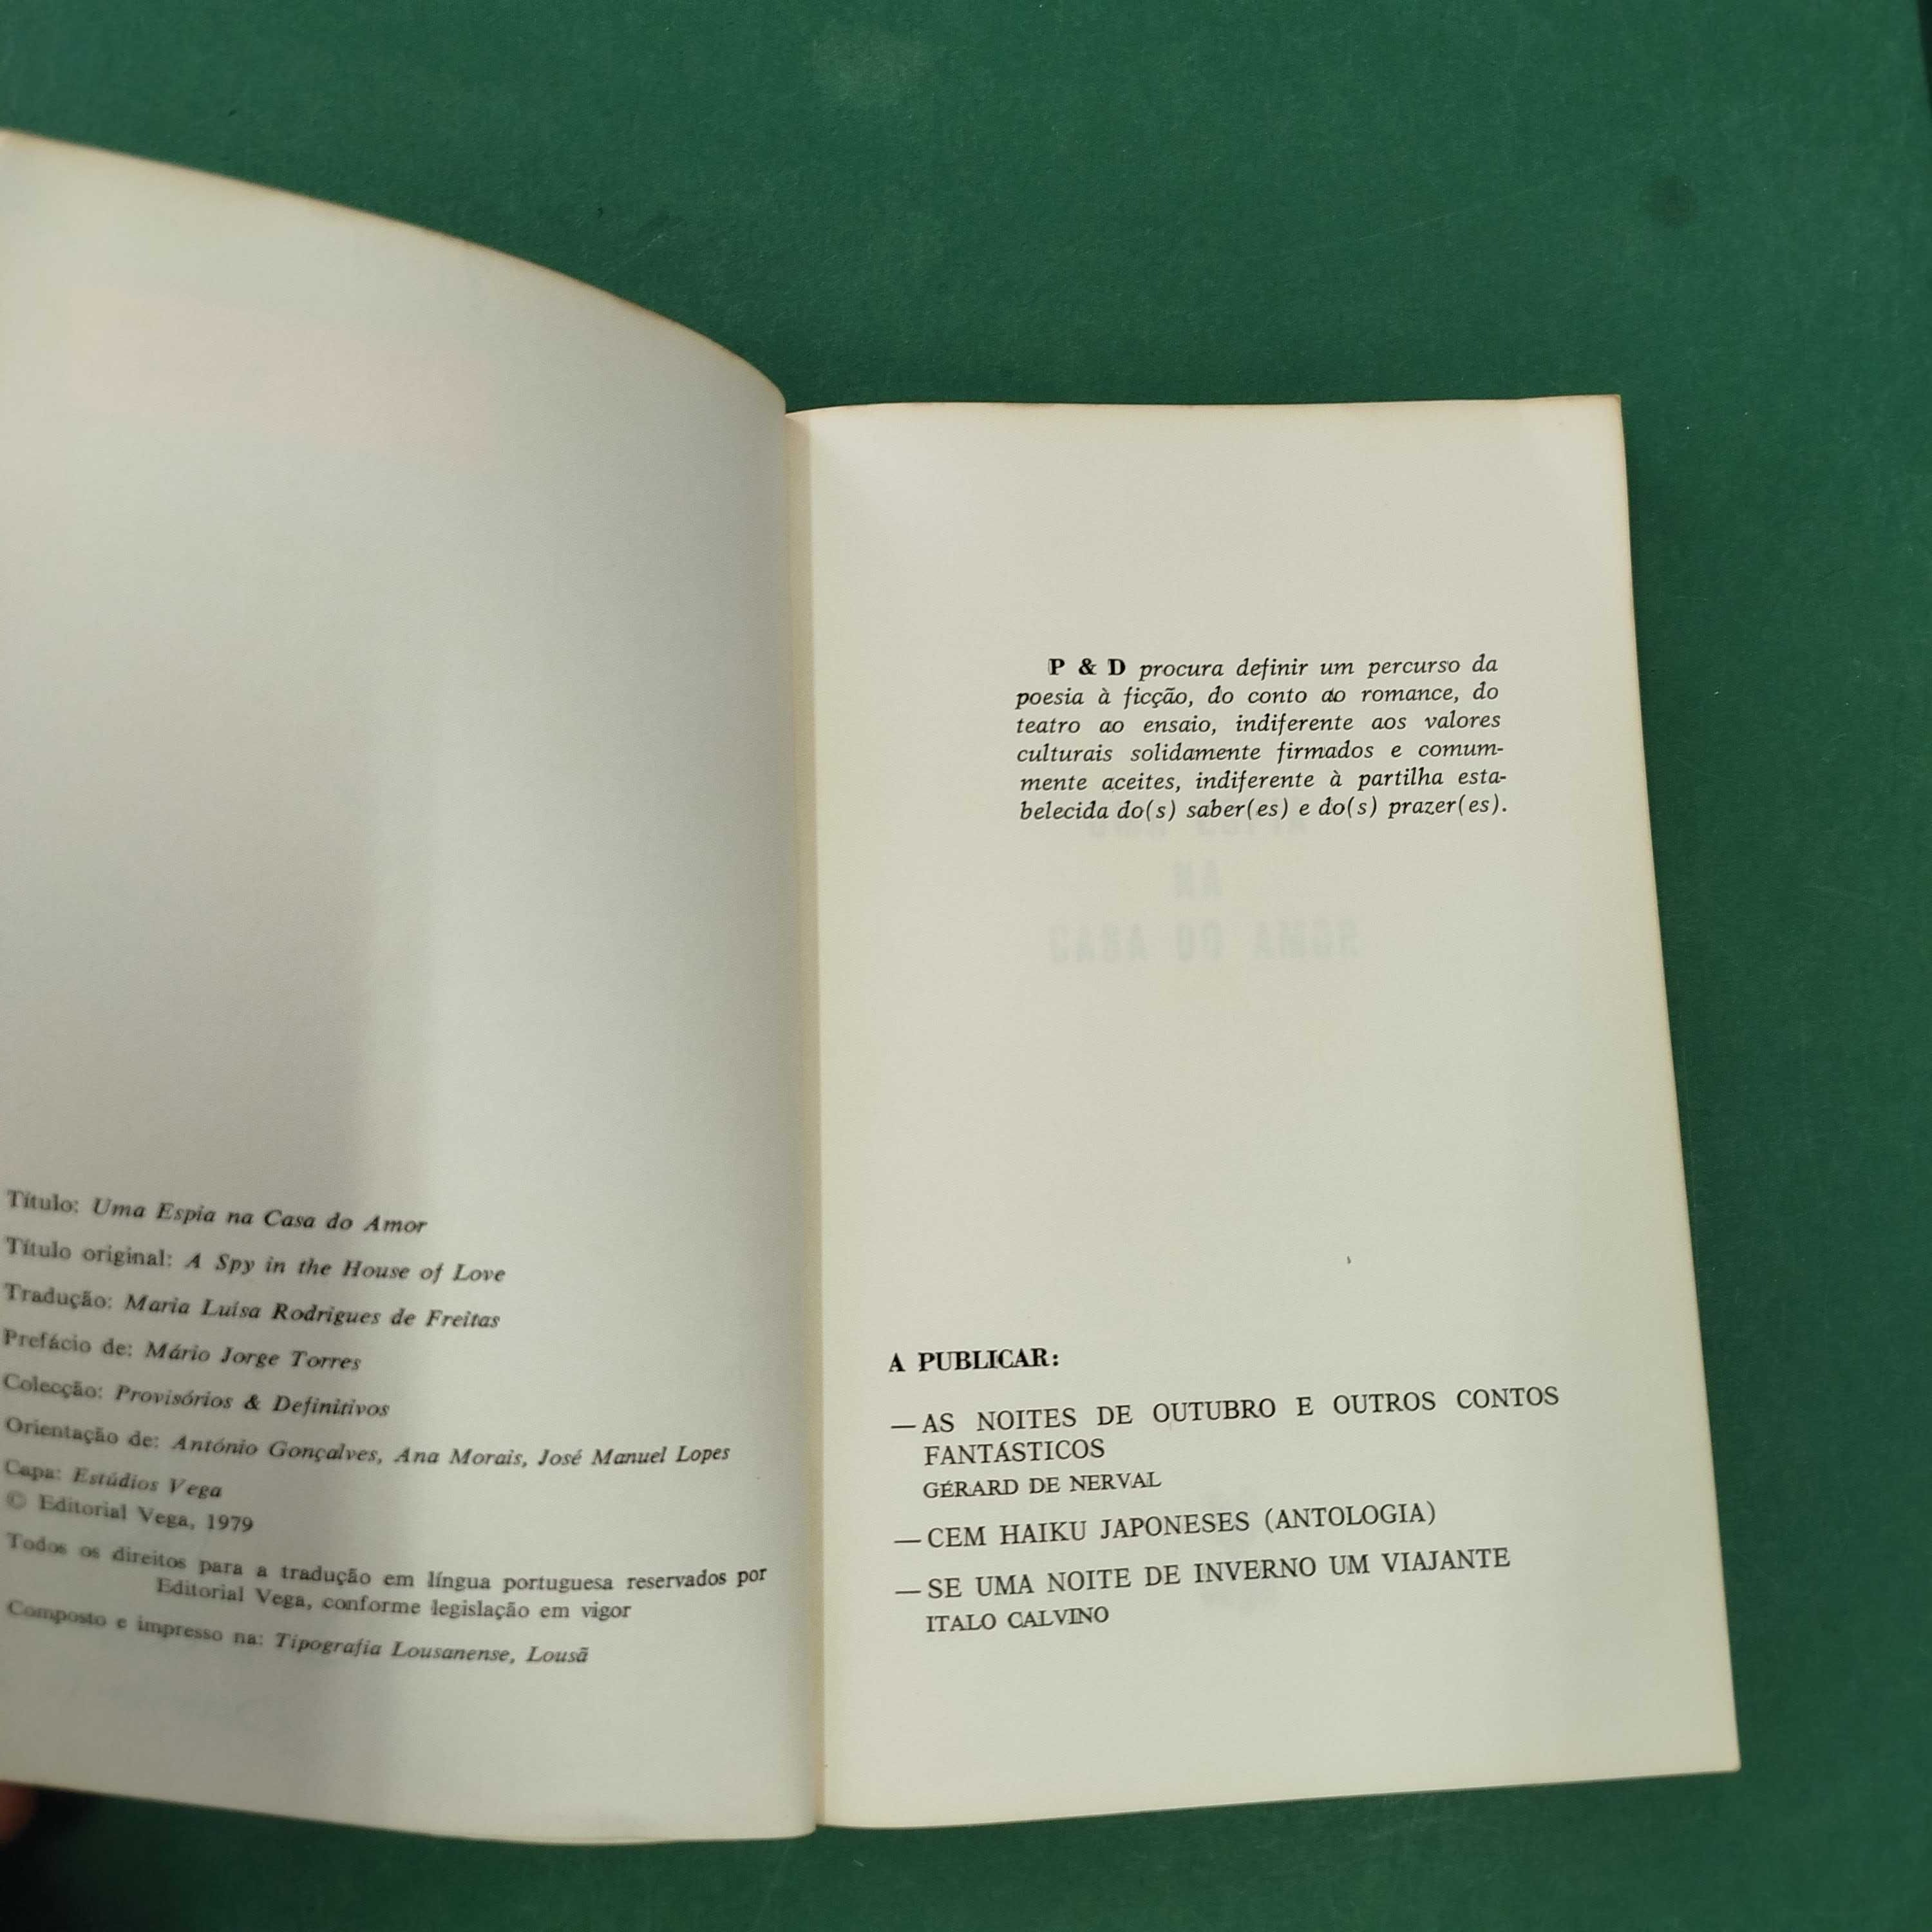 Título: Uma Espia na Casa do Amor
Título original: A Spy in the House of Love
Tradução: Maria Luísa Rodrigues de Freitas
Prefácio de: Mário Jorge Torres
Colecção: Provisórios & Definitivos
Orientação de: António Gonçalves, Ana Morais, José Manuel Lopes
Capa: Estúdios Vega
© Editorial Vega, 1979
Todos os direitos para a tradução em língua portuguesa reservados por
Editorial Vega, conforme legislação em vigor
Composto e impresso na: Tipografia Lousanense, Lousã
P & D procura definir um percurso da
poesia à ficção, do conto ao romance, do
teatro ao ensaio, indiferente aos valores
culturais solidamente firmados e comum-
mente aceites, indiferente à partilha esta-
belecida do(s) saber(es) e do(s) prazer(es).
NA
CASA DO AMOR
A PUBLICAR:
— AS NOITES DE OUTUBRO E OUTROS CONTOS
FANTÁSTICOS
GÉRARD DE NERVAL
— CEM HAIKU JAPONESES (ANTOLOGIA)
— SE UMA NOITE DE INVERNO UM VIAJANTE
ITALO CALVINO